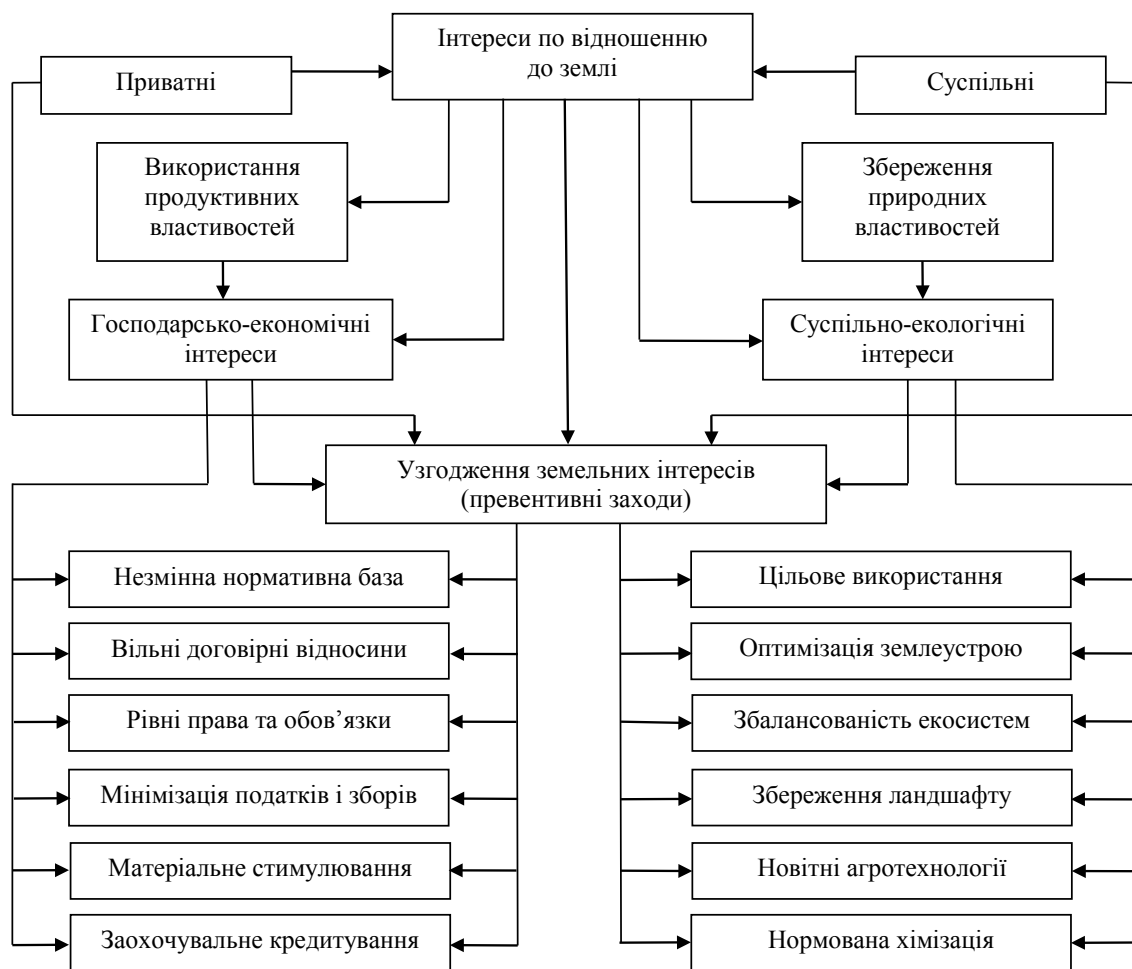 Інтереси по відношенню
до землі
Приватні
Суспільні
Використання
продуктивних
властивостей
Збереження
природних
властивостей
Господарсько-економічні
інтереси
Суспільно-екологічні
інтереси
Узгодження земельних інтересів
(превентивні заходи)
Незмінна нормативна база
Цільове використання
Вільні договірні відносини
Оптимізація землеустрою
Рівні права та обов’язки
Збалансованість екосистем
Мінімізація податків і зборів
Збереження ландшафту
Матеріальне стимулювання
Новітні агротехнології
Заохочувальне кредитування
Нормована хімізація